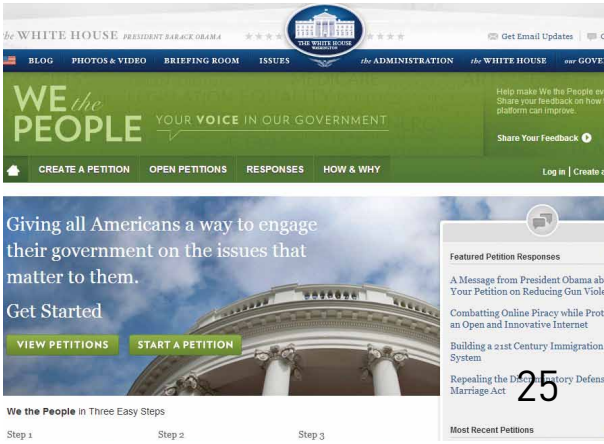 the WHITE HOUSE PRESIDENT BARACK OBAMA
THE WHITE HOUSE
WASHINGTON
Get Email Updates
BLOG PHOTOS & VIDEO BRIEFING ROOM ISSUES the ADMINISTRATION the WHITE HOUSE our GOVE
WE the
PEOPLE
YOUR VOICE IN OUR GOVERNMENT
Help make We the People ev
Share your feedback on how
platform can improve.
Share Your Feedback
CREATE A PETITION OPEN PETITIONS RESPONSES HOW & WHY Log in | Create a
Giving all Americans a way to engage
their government on the issues that
matter to them.
Get Started
VIEW PETITIONS START A PETITION
Featured Petition Responses
A Message from President Obama ab
Your Petition on Reducing Gun Viole
Combatting Online Piracy while Prot
an Open and Innovative Internet
Building a 21st Century Immigration
System
Repealing the Discriminatory Defens
Marriage Act
25
Most Recent Petitions
We the People in Three Easy Steps
Step 1 Step 2 Step 3